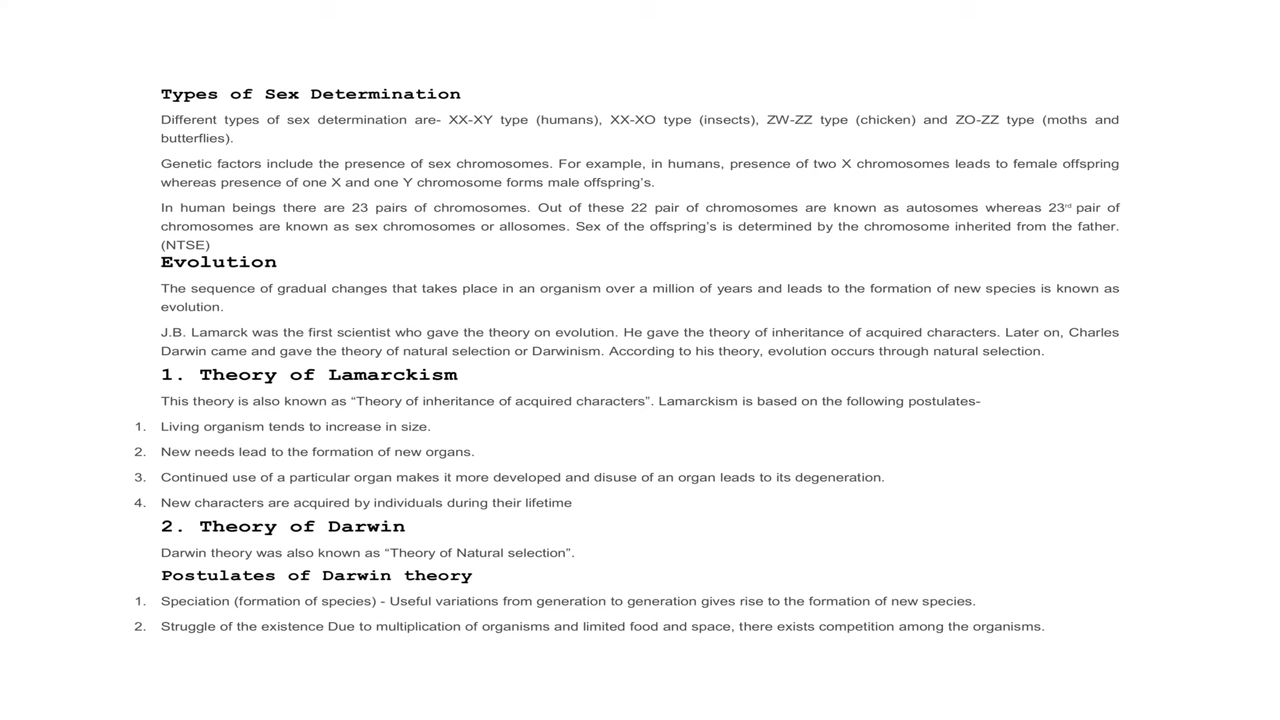 Types of Sex Determination
Different types of sex determination are- XX-XY type (humans), XX-XO type (insects), ZW-ZZ type (chicken) and ZO-ZZ type (moths and
butterflies).
Genetic factors include the presence of sex chromosomes. For example, in humans, presence of two X chromosomes leads to female offspring
whereas presence of one X and one Y chromosome forms male offspring’s.
In human beings there are 23 pairs of chromosomes. Out of these 22 pair of chromosomes are known as autosomes whereas 23rd pair of
chromosomes are known as sex chromosomes or allosomes. Sex of the offspring’s is determined by the chromosome inherited from the father.
(NTSE)
Evolution
The sequence of gradual changes that takes place in an organism over a million of years and leads to the formation of new species is known as
evolution.
J.B. Lamarck was the first scientist who gave the theory on evolution. He gave the theory of inheritance of acquired characters. Later on, Charles
Darwin came and gave the theory of natural selection or Darwinism. According to his theory, evolution occurs through natural selection.
1. Theory of Lamarckism
This theory is also known as “Theory of inheritance of acquired characters”. Lamarckism is based on the following postulates-
1. Living organism tends to increase in size.
2. New needs lead to the formation of new organs.
3. Continued use of a particular organ makes it more developed and disuse of an organ leads to its degeneration.
4. New characters are acquired by individuals during their lifetime
2. Theory of Darwin
Darwin theory was also known as “Theory of Natural selection”.
Postulates of Darwin theory
1. Speciation (formation of species) - Useful variations from generation to generation gives rise to the formation of new species.
2. Struggle of the existence Due to multiplication of organisms and limited food and space, there exists competition among the organisms.